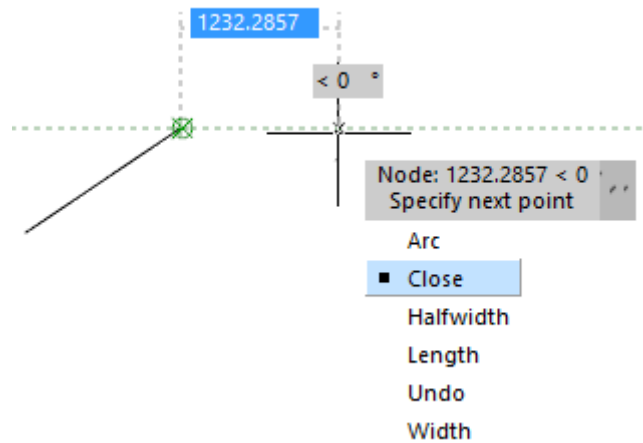 1232.2857
< 0 °
Node: 1232.2857 < 0
Specify next point
Arc
Close
Halfwidth
Length
Undo
Width